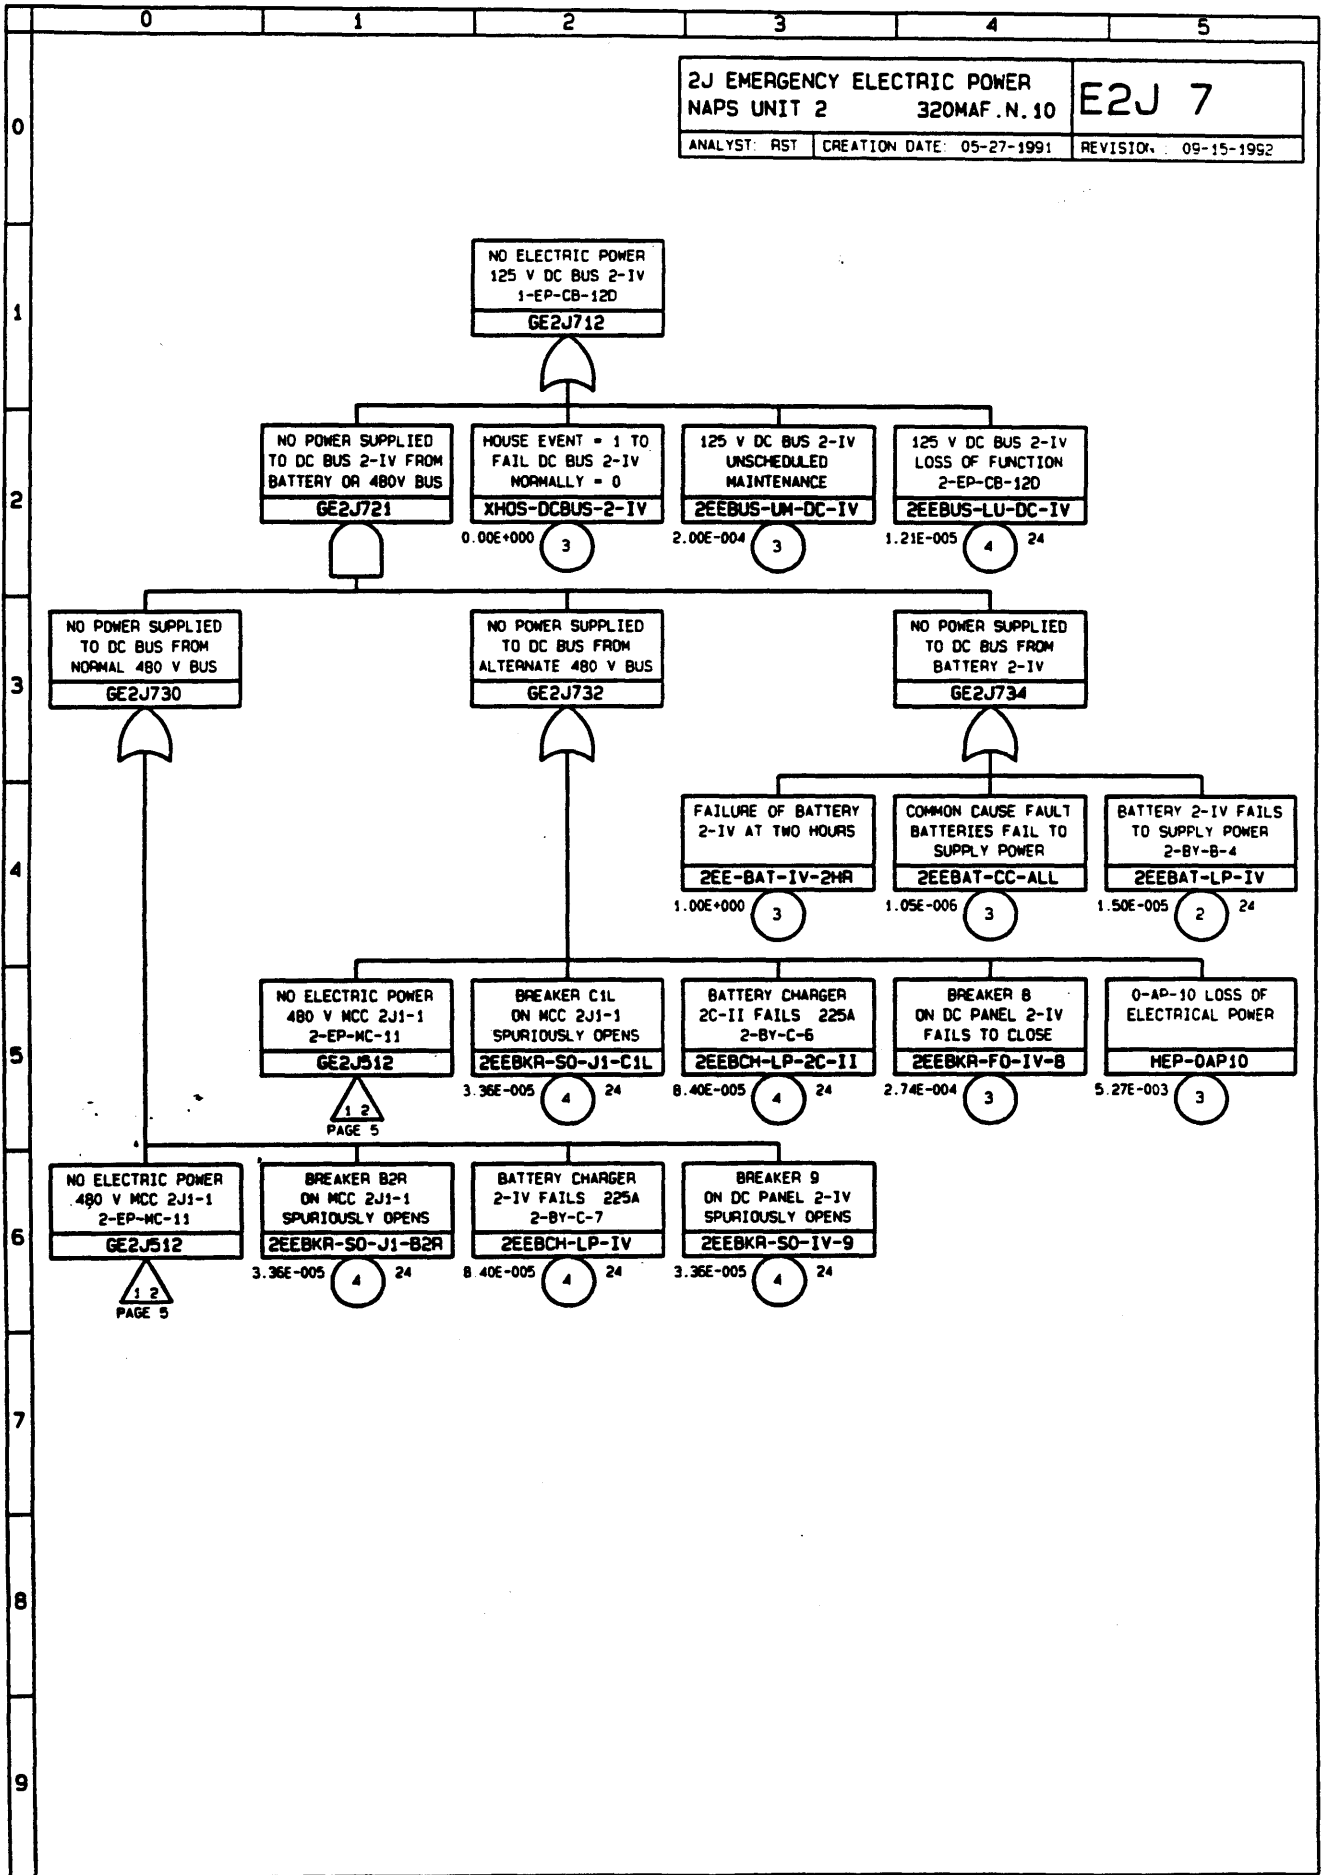 0 1 2 3 4 5
2J EMERGENCY ELECTRIC POWER
NAPS UNIT 2 320MAF.N.10
E2J 7
ANALYST: RST CREATION DATE: 05-27-1991 REVISION: 09-15-1992
0
NO ELECTRIC POWER
125 V DC BUS 2-IV
1-EP-CB-12D
GE2J712
1
NO POWER SUPPLIED
TO DC BUS 2-IV FROM
BATTERY OR 480V BUS
GE2J721
HOUSE EVENT = 1 TO
FAIL DC BUS 2-IV
NORMALLY = 0
XHOS-DCBUS-2-IV
0.00E+000 3
125 V DC BUS 2-IV
UNSCHEDULED
MAINTENANCE
2EEBUS-UM-DC-IV
2.00E-004 3
125 V DC BUS 2-IV
LOSS OF FUNCTION
2-EP-CB-12D
2EEBUS-LU-DC-IV
1.21E-005 4 24
2
NO POWER SUPPLIED
TO DC BUS FROM
NORMAL 480 V BUS
GE2J730
NO POWER SUPPLIED
TO DC BUS FROM
ALTERNATE 480 V BUS
GE2J732
NO POWER SUPPLIED
TO DC BUS FROM
BATTERY 2-IV
GE2J734
3
FAILURE OF BATTERY
2-IV AT TWO HOURS
2EE-BAT-IV-2HR
1.00E+000 3
COMMON CAUSE FAULT
BATTERIES FAIL TO
SUPPLY POWER
2EEBAT-CC-ALL
1.05E-006 3
BATTERY 2-IV FAILS
TO SUPPLY POWER
2-BY-B-4
2EEBAT-LP-IV
1.50E-005 2 24
4
NO ELECTRIC POWER
480 V MCC 2J1-1
2-EP-MC-11
GE2J512
1 2
PAGE 5
BREAKER C1L
ON MCC 2J1-1
SPURIOUSLY OPENS
2EEBKR-SO-J1-C1L
3.36E-005 4 24
BATTERY CHARGER
2C-II FAILS 225A
2-BY-C-6
2EEBCH-LP-2C-II
8.40E-005 4 24
BREAKER 8
ON DC PANEL 2-IV
FAILS TO CLOSE
2EEBKR-FO-IV-8
2.74E-004 3
0-AP-10 LOSS OF
ELECTRICAL POWER
HEP-0AP10
5.27E-003 3
5
NO ELECTRIC POWER
480 V MCC 2J1-1
2-EP-MC-11
GE2J512
1 2
PAGE 5
BREAKER B2R
ON MCC 2J1-1
SPURIOUSLY OPENS
2EEBKR-SO-J1-B2R
3.36E-005 4 24
BATTERY CHARGER
2-IV FAILS 225A
2-BY-C-7
2EEBCH-LP-IV
8.40E-005 4 24
BREAKER 9
ON DC PANEL 2-IV
SPURIOUSLY OPENS
2EEBKR-SO-IV-9
3.36E-005 4 24
6
7
8
9